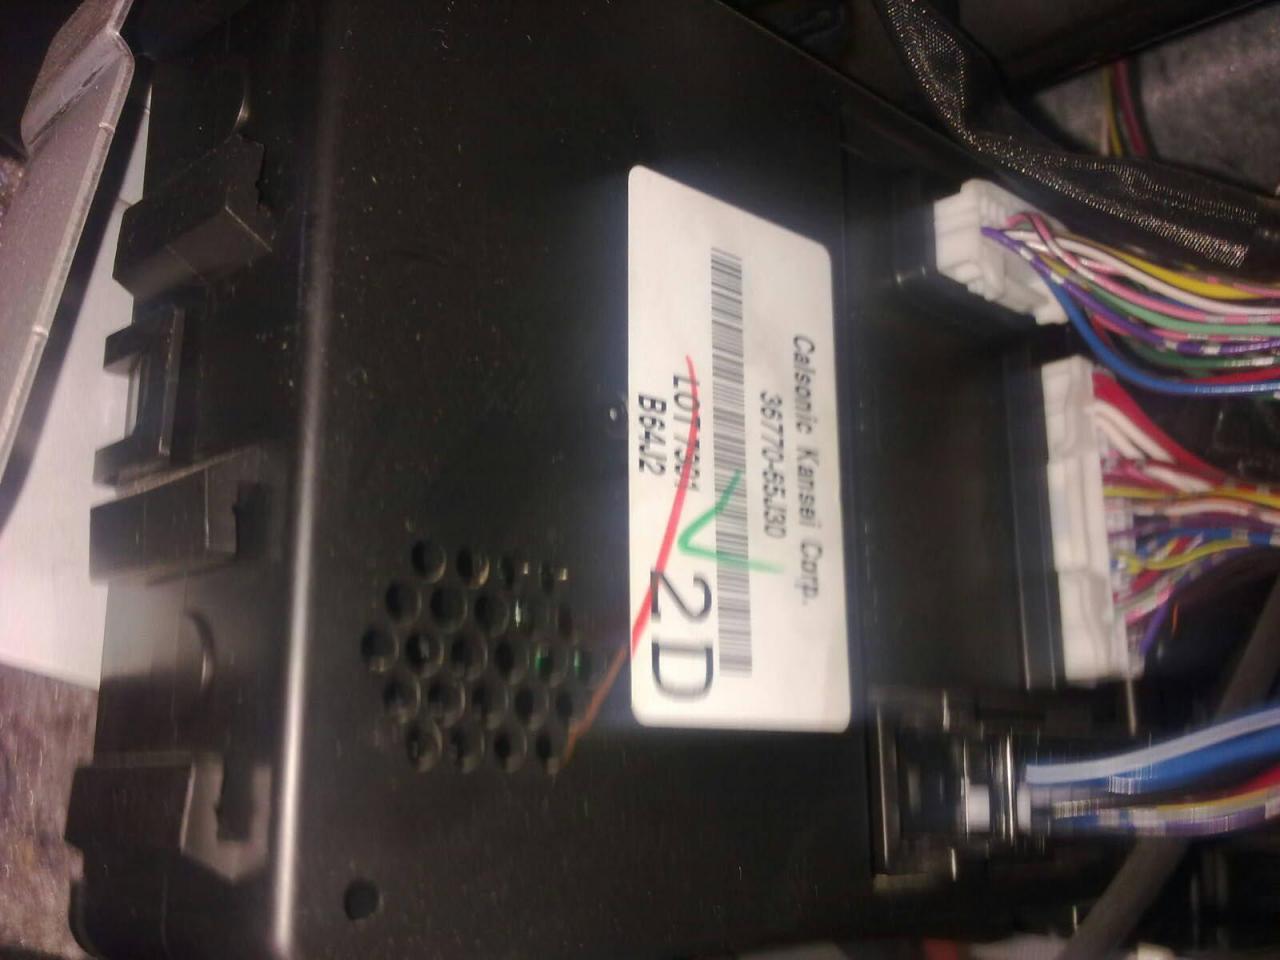 Calsonic Kansei Corp.
36770-65J30
B64J2
2D